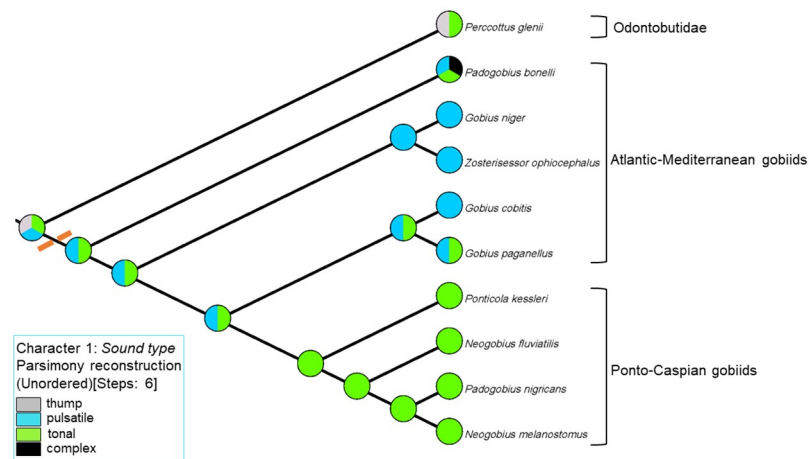 Perccottus glenii
Odontobutidae
Padogobius bonelli
Gobius niger
Atlantic-Mediterranean gobiids
Zosterisessor ophiocephalus
Gobius cobitis
Gobius paganellus
Ponticola kessleri
Neogobius fluviatilis
Ponto-Caspian gobiids
Padogobius nigricans
Neogobius melanostomus
Character 1: Sound type
Parsimony reconstruction
(Unordered)[Steps: 6]
thump
pulsatile
tonal
complex